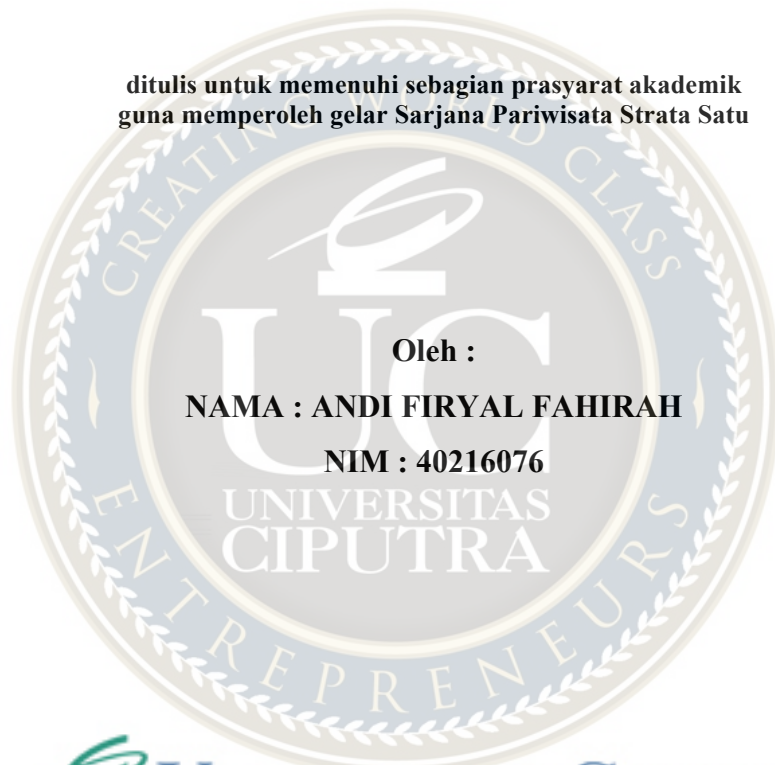 ditulis untuk memenuhi sebagian prasyarat akademik
guna memperoleh gelar Sarjana Pariwisata Strata Satu
CREATING WORLD CLASS
UC
Oleh :
NAMA : ANDI FIRYAL FAHIRAH
NIM : 40216076
UNIVERSITAS
CIPUTRA
ENTREPRENEURS